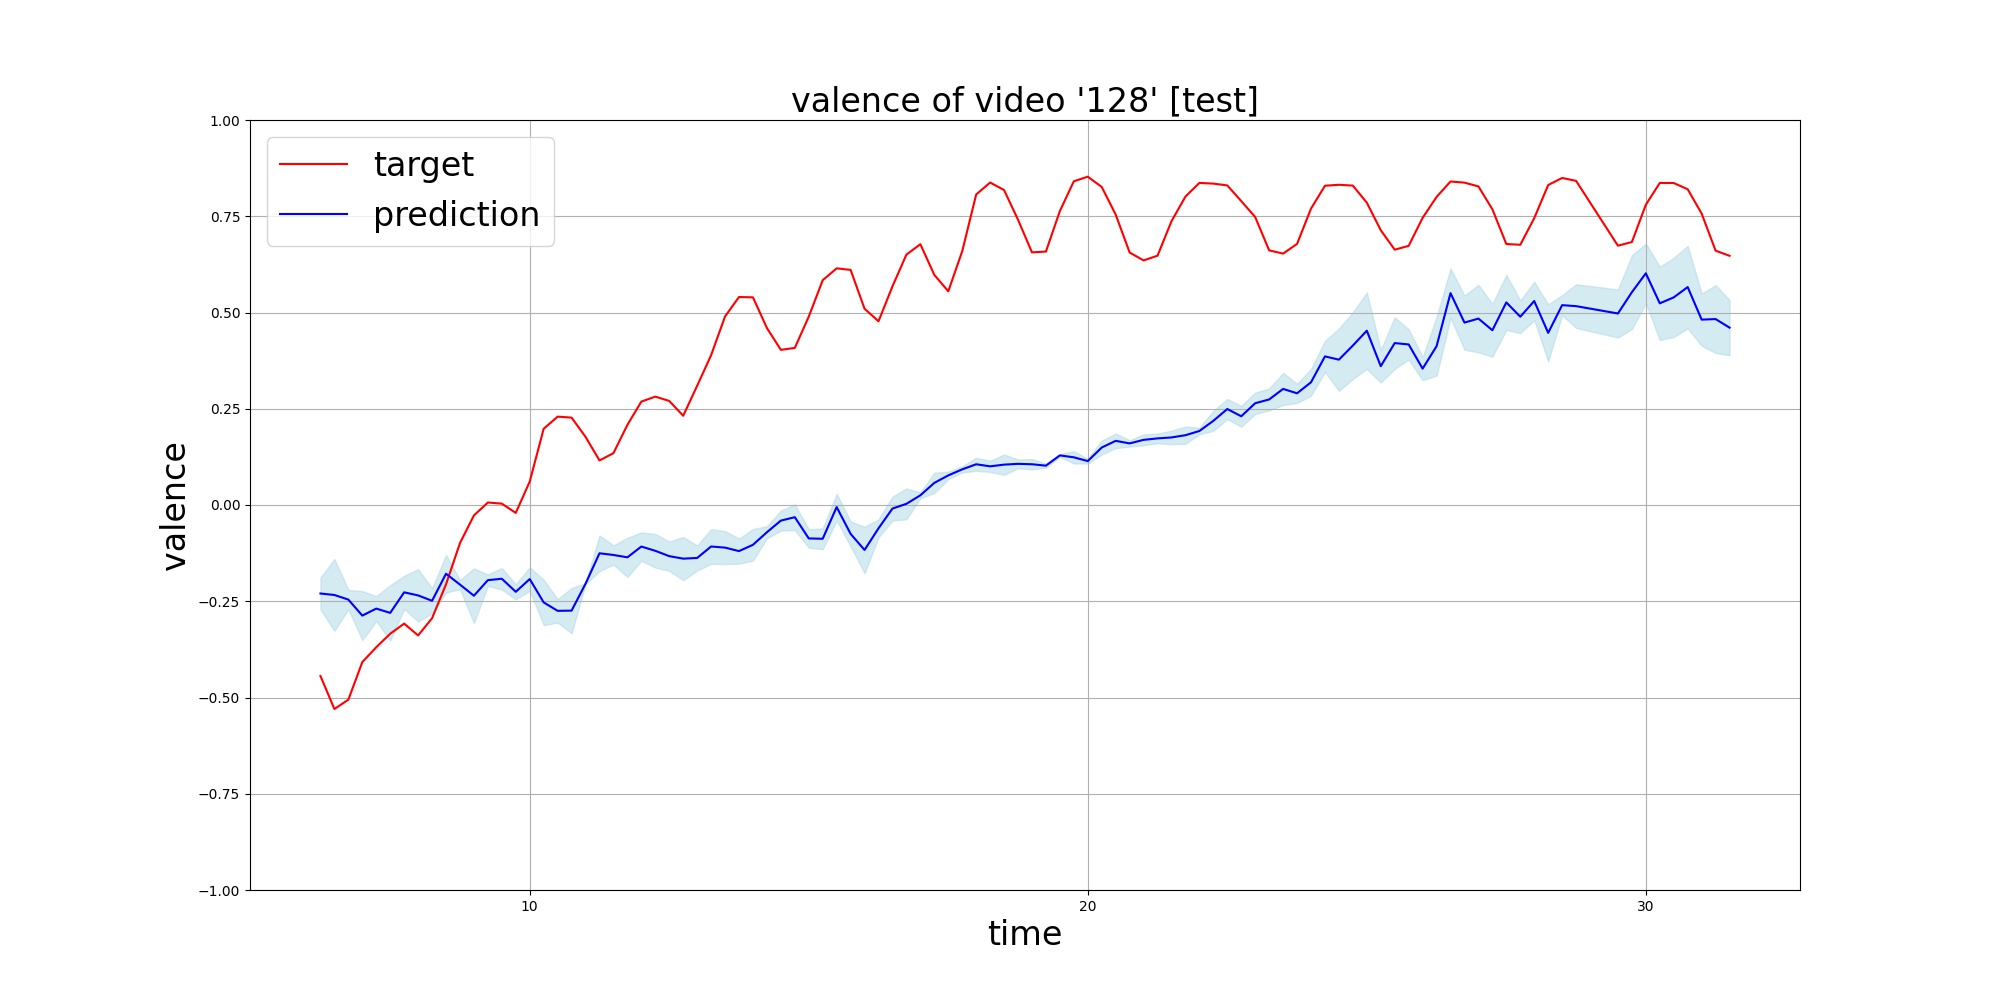 valence of video '128' [test]
target
prediction
valence
1.00
0.75
0.50
0.25
0.00
−0.25
−0.50
−0.75
−1.00
10 20 30
time